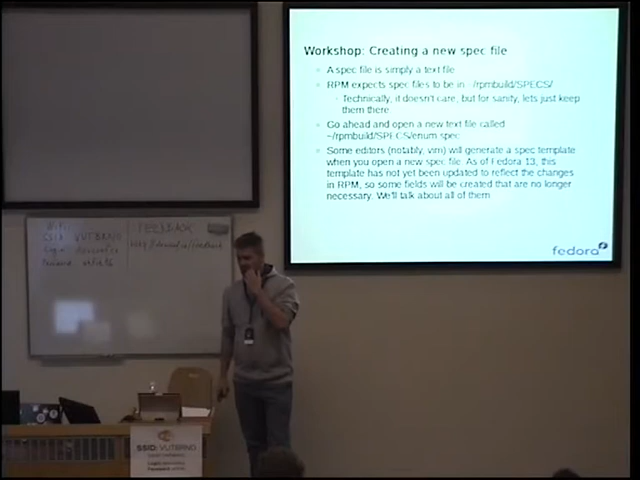 Workshop: Creating a new spec file
A spec file is simply a text file
RPM expects spec files to be in ~/rpmbuild/SPECS/
Technically, it doesn't care, but for sanity, lets just keep
them there
Go ahead and open a new text file called
~/rpmbuild/SPECS/enum spec
Some editors (notably, vim) will generate a spec template
when you open a new spec file. As of Fedora 13, this
template has not yet been updated to reflect the changes
in RPM, so some fields will be created that are no longer
necessary. We'll talk about all of them
fedora
FEEDBACK
SSID VUTBRNO
SSID: VUTBRNO